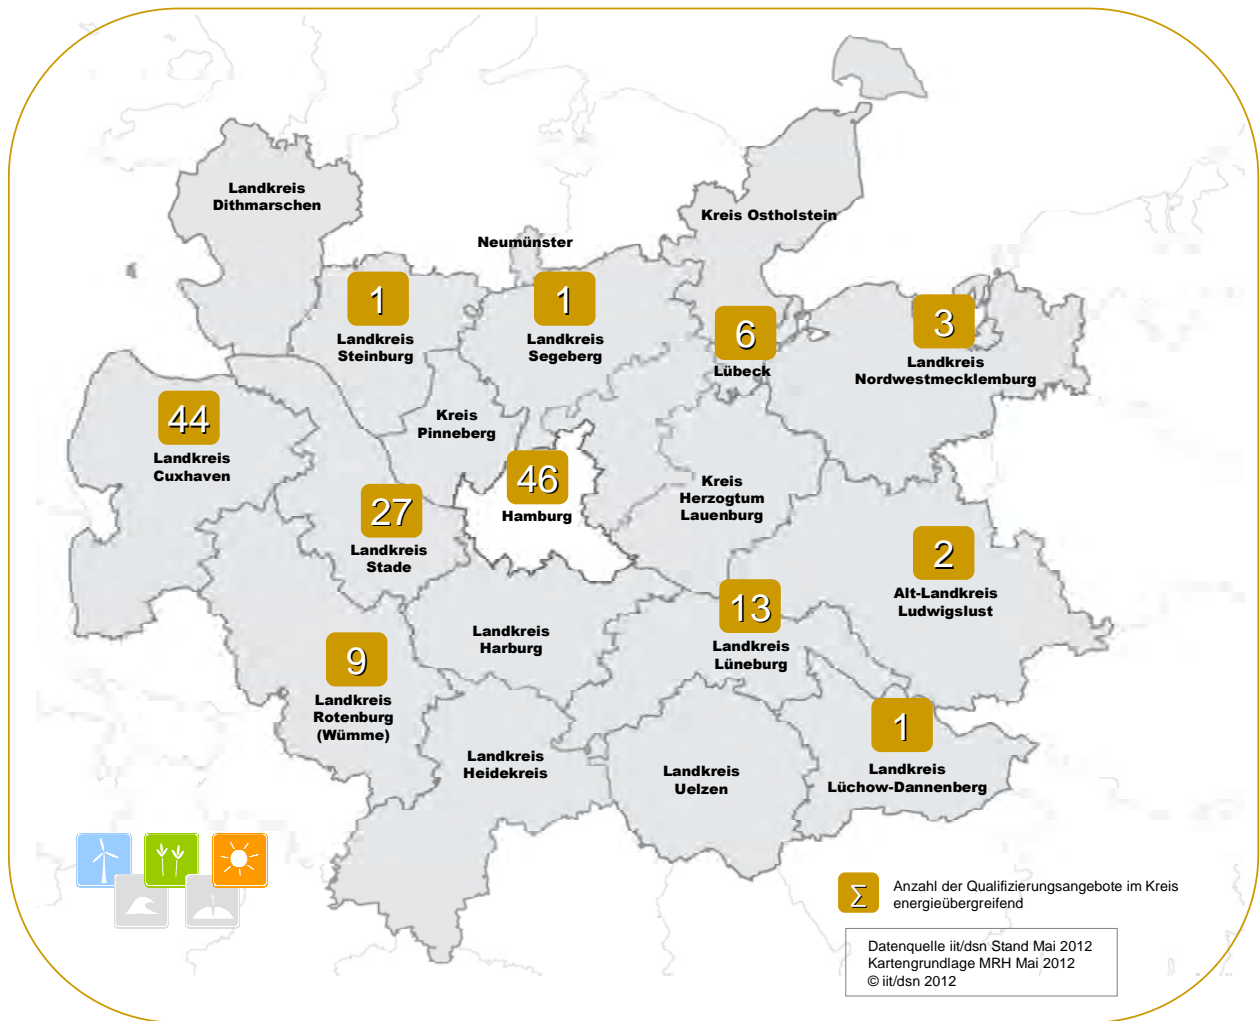 Landkreis
Dithmarschen
Kreis Ostholstein
Neumünster
1
Landkreis
Steinburg
1
Landkreis
Segeberg
6
Lübeck
3
Landkreis
Nordwestmecklemburg
44
Landkreis
Cuxhaven
Kreis
Pinneberg
46
Hamburg
Kreis
Herzogtum
Lauenburg
27
Landkreis
Stade
2
Alt-Landkreis
Ludwigslust
13
Landkreis
Lüneburg
Landkreis
Harburg
9
Landkreis
Rotenburg
(Wümme)
1
Landkreis
Lüchow-Dannenberg
Landkreis
Heidekreis
Landkreis
Uelzen
Σ
Anzahl der Qualifizierungsangebote im Kreis
energieübergreifend
Datenquelle iit/dsn Stand Mai 2012
Kartengrundlage MRH Mai 2012
© iit/dsn 2012